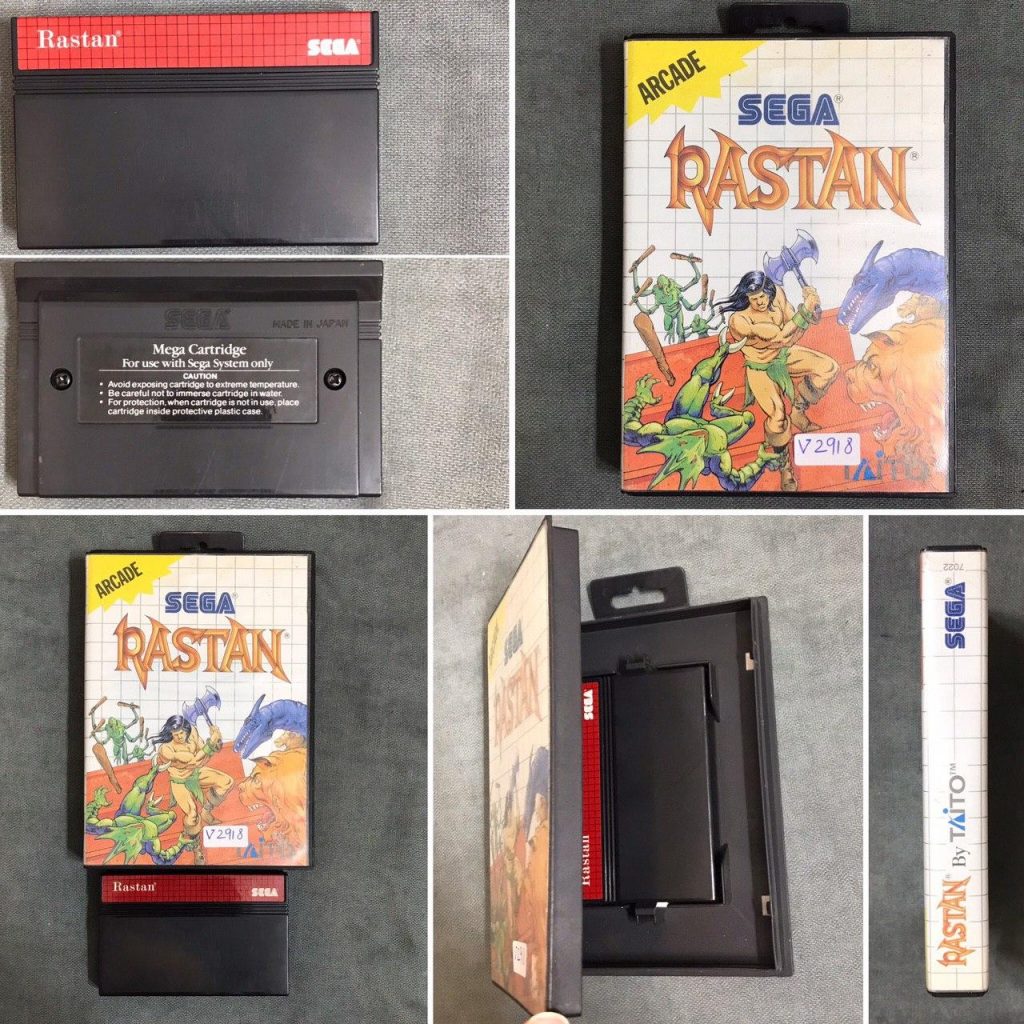 Rastan®
SEGA®
SEGA
MADE IN JAPAN
Mega Cartridge
For use with Sega System only
CAUTION
• Avoid exposing cartridge to extreme temperature.
• Be careful not to immerse cartridge in water.
• For protection, when cartridge is not in use, place
cartridge inside protective plastic case.
ARCADE
SEGA®
RASTAN®
V2918
TAITO
ARCADE
SEGA®
RASTAN®
V2918
TAITO
Rastan®
SEGA
SEGA
RASTAN
SEGA
Rastan
7022
SEGA
RASTAN® By TAITO™